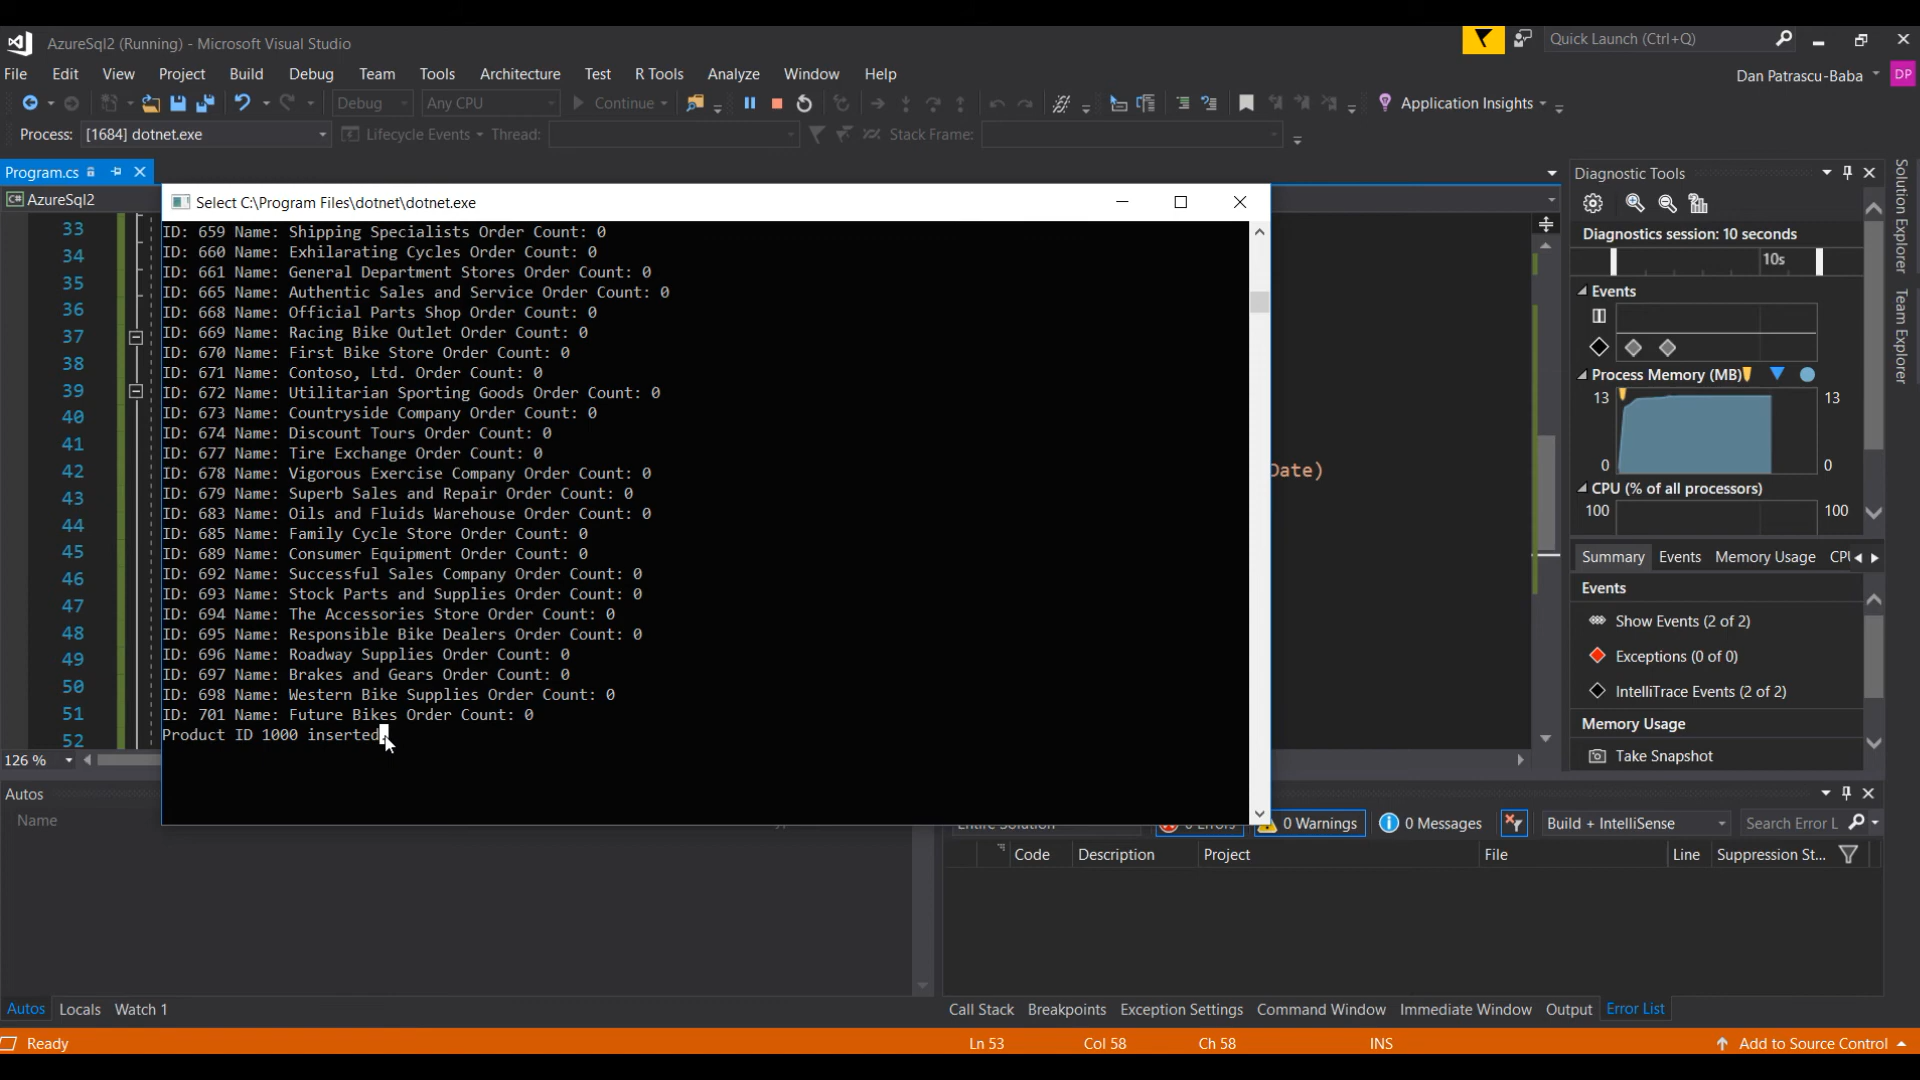 AzureSql2 (Running) - Microsoft Visual Studio
Quick Launch (Ctrl+Q)
File Edit View Project Build Debug Team Tools Architecture Test R Tools Analyze Window Help
Dan Patrascu-Baba DP
Debug Any CPU Continue Application Insights
Process: [1684] dotnet.exe Lifecycle Events Thread: Stack Frame:
Program.cs
C# AzureSql2
Select C:\Program Files\dotnet\dotnet.exe
33
34
35
36
37
38
39
40
41
42
43
44
45
46
47
48
49
50
51
52
ID: 659 Name: Shipping Specialists Order Count: 0
ID: 660 Name: Exhilarating Cycles Order Count: 0
ID: 661 Name: General Department Stores Order Count: 0
ID: 665 Name: Authentic Sales and Service Order Count: 0
ID: 668 Name: Official Parts Shop Order Count: 0
ID: 669 Name: Racing Bike Outlet Order Count: 0
ID: 670 Name: First Bike Store Order Count: 0
ID: 671 Name: Contoso, Ltd. Order Count: 0
ID: 672 Name: Utilitarian Sporting Goods Order Count: 0
ID: 673 Name: Countryside Company Order Count: 0
ID: 674 Name: Discount Tours Order Count: 0
ID: 677 Name: Tire Exchange Order Count: 0
ID: 678 Name: Vigorous Exercise Company Order Count: 0
ID: 679 Name: Superb Sales and Repair Order Count: 0
ID: 683 Name: Oils and Fluids Warehouse Order Count: 0
ID: 685 Name: Family Cycle Store Order Count: 0
ID: 689 Name: Consumer Equipment Order Count: 0
ID: 692 Name: Successful Sales Company Order Count: 0
ID: 693 Name: Stock Parts and Supplies Order Count: 0
ID: 694 Name: The Accessories Store Order Count: 0
ID: 695 Name: Responsible Bike Dealers Order Count: 0
ID: 696 Name: Roadway Supplies Order Count: 0
ID: 697 Name: Brakes and Gears Order Count: 0
ID: 698 Name: Western Bike Supplies Order Count: 0
ID: 701 Name: Future Bikes Order Count: 0
Product ID 1000 inserted
Date)
Diagnostic Tools
Diagnostics session: 10 seconds
10s
Events
Process Memory (MB)
13 13
0 0
CPU (% of all processors)
100 100
Summary Events Memory Usage
Events
Show Events (2 of 2)
Exceptions (0 of 0)
IntelliTrace Events (2 of 2)
Memory Usage
Take Snapshot
Solution Explorer
Team Explorer
126 %
Autos
Name
0 Warnings 0 Messages Build + IntelliSense Search Error L
Code Description Project File Line Suppression St...
Autos Locals Watch 1
Call Stack Breakpoints Exception Settings Command Window Immediate Window Output Error List
Ready Ln 53 Col 58 Ch 58 INS Add to Source Control